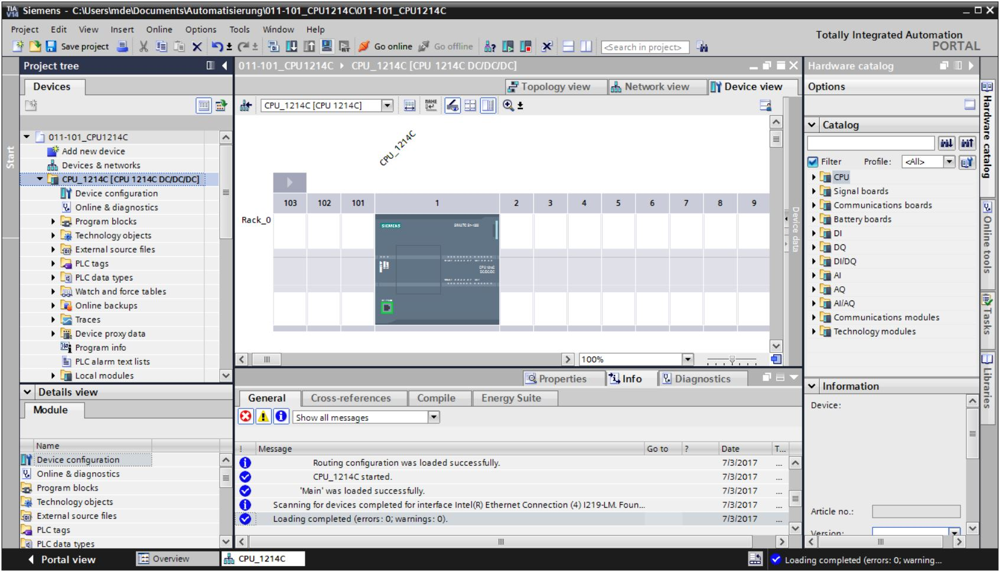 TIA V14 Siemens - C:\Users\mde\Documents\Automatisierung\011-101_CPU1214C\011-101_CPU1214C
Project Edit View Insert Online Options Tools Window Help
Totally Integrated Automation
PORTAL
Save project Go online Go offline <Search in project>
Start
Project tree
Devices
011-101_CPU1214C
Add new device
Devices & networks
CPU_1214C [CPU 1214C DC/DC/DC]
Device configuration
Online & diagnostics
Program blocks
Technology objects
External source files
PLC tags
PLC data types
Watch and force tables
Online backups
Traces
Device proxy data
Program info
PLC alarm text lists
Local modules
Details view
Module
Name
Device configuration
Online & diagnostics
Program blocks
Technology objects
External source files
PLC tags
PLC data types
011-101_CPU1214C CPU_1214C [CPU 1214C DC/DC/DC]
Topology view Network view Device view
CPU_1214C [CPU 1214C] NAME
CPU_1214C
103 102 101 1 2 3 4 5 6 7 8 9
Rack_0
SIEMENS
100%
Device data
Properties Info Diagnostics
General Cross-references Compile Energy Suite
Show all messages
! Message Go to ? Date T...
Routing configuration was loaded successfully. 7/3/2017 ...
CPU_1214C started. 7/3/2017 ...
'Main' was loaded successfully. 7/3/2017 ...
Scanning for devices completed for interface Intel(R) Ethernet Connection (4) I219-LM. Foun... 7/3/2017 ...
Loading completed (errors: 0; warnings: 0). 7/3/2017 ...
Hardware catalog
Options
Catalog
Filter Profile: <All>
CPU
Signal boards
Communications boards
Battery boards
DI
DQ
DI/DQ
AI
AQ
AI/AQ
Communications modules
Technology modules
Information
Device:
Article no.:
Version:
Hardware catalog
Online tools
Tasks
Libraries
Portal view Overview CPU_1214C Loading completed (errors: 0; warning...